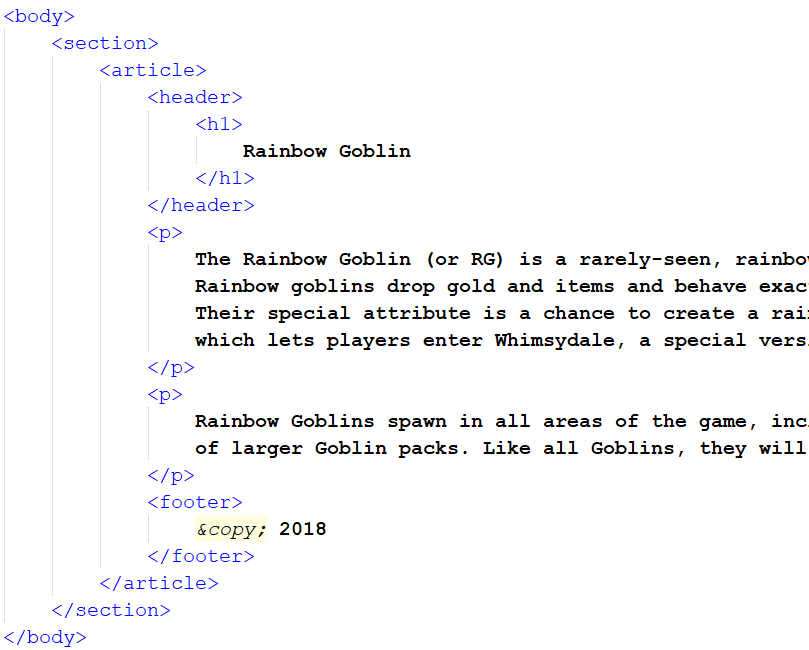 <body>
<section>
<article>
<header>
<h1>
Rainbow Goblin
</h1>
</header>
<p>
The Rainbow Goblin (or RG) is a rarely-seen,
Rainbow goblins drop gold and items and behave
Their special attribute is a chance to create a
which lets players enter Whimsydale, a special
</p>
<p>
Rainbow Goblins spawn in all areas of the game,
of larger Goblin packs. Like all Goblins, they will
</p>
<footer>
&copy; 2018
</footer>
</article>
</section>
</body>